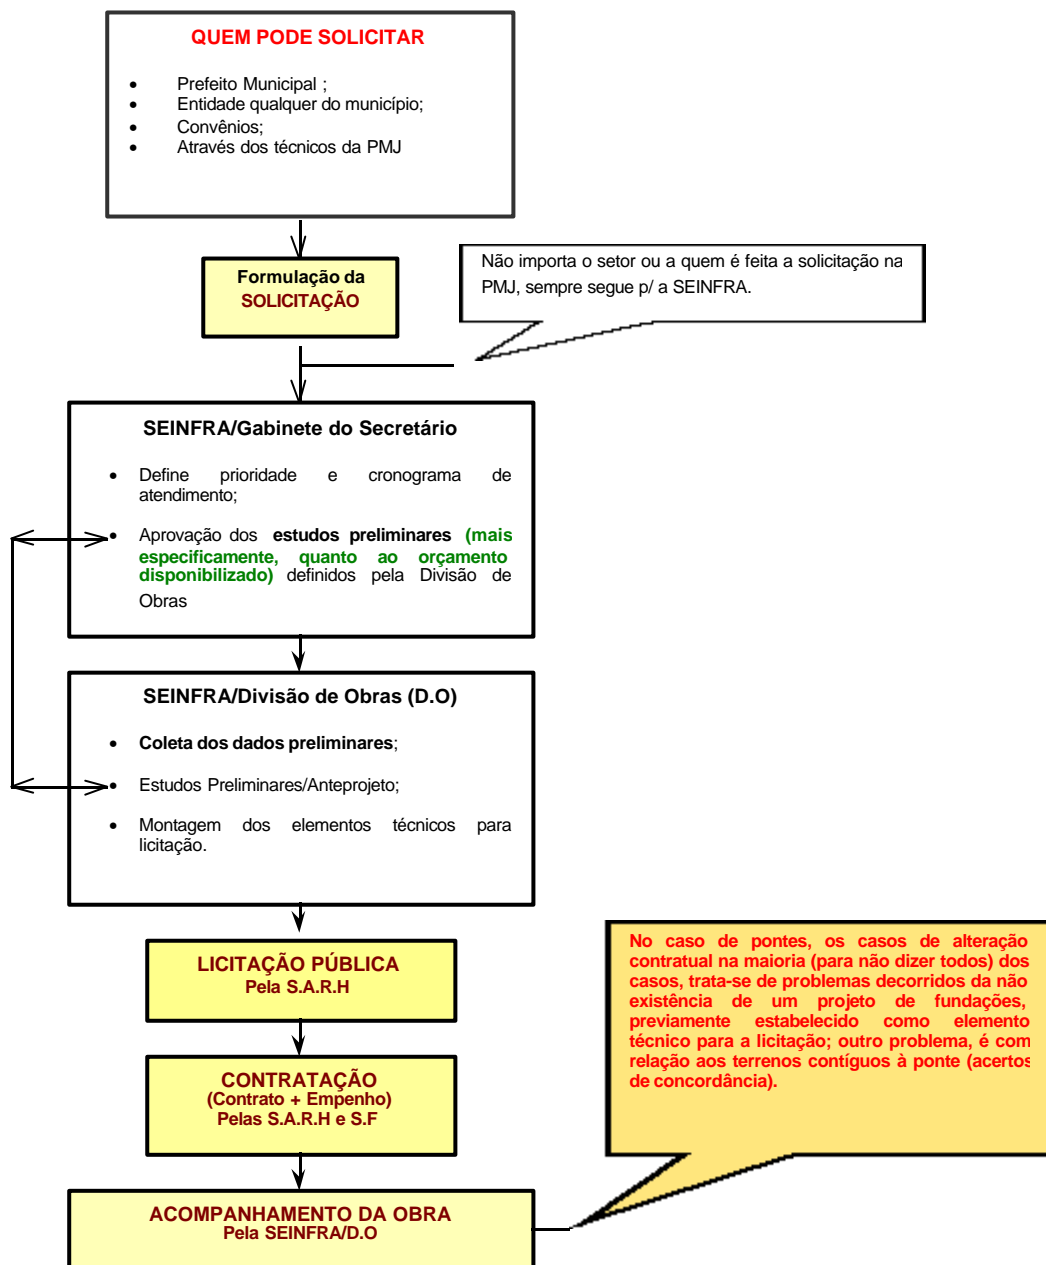 QUEM PODE SOLICITAR
• Prefeito Municipal ;
• Entidade qualquer do município;
• Convênios;
• Através dos técnicos da PMJ
Formulação da
SOLICITAÇÃO
Não importa o setor ou a quem é feita a solicitação na
PMJ, sempre segue p/ a SEINFRA.
SEINFRA/Gabinete do Secretário
• Define prioridade e cronograma de
atendimento;
• Aprovação dos estudos preliminares (mais
especificamente, quanto ao orçamento
disponibilizado) definidos pela Divisão de
Obras
SEINFRA/Divisão de Obras (D.O)
• Coleta dos dados preliminares;
• Estudos Preliminares/Anteprojeto;
• Montagem dos elementos técnicos para
licitação.
LICITAÇÃO PÚBLICA
Pela S.A.R.H
CONTRATAÇÃO
(Contrato + Empenho)
Pelas S.A.R.H e S.F
ACOMPANHAMENTO DA OBRA
Pela SEINFRA/D.O
No caso de pontes, os casos de alteração
contratual na maioria (para não dizer todos) dos
casos, trata-se de problemas decorridos da não
existência de um projeto de fundações,
previamente estabelecido como elemento
técnico para a licitação; outro problema, é com
relação aos terrenos contíguos à ponte (acertos
de concordância).